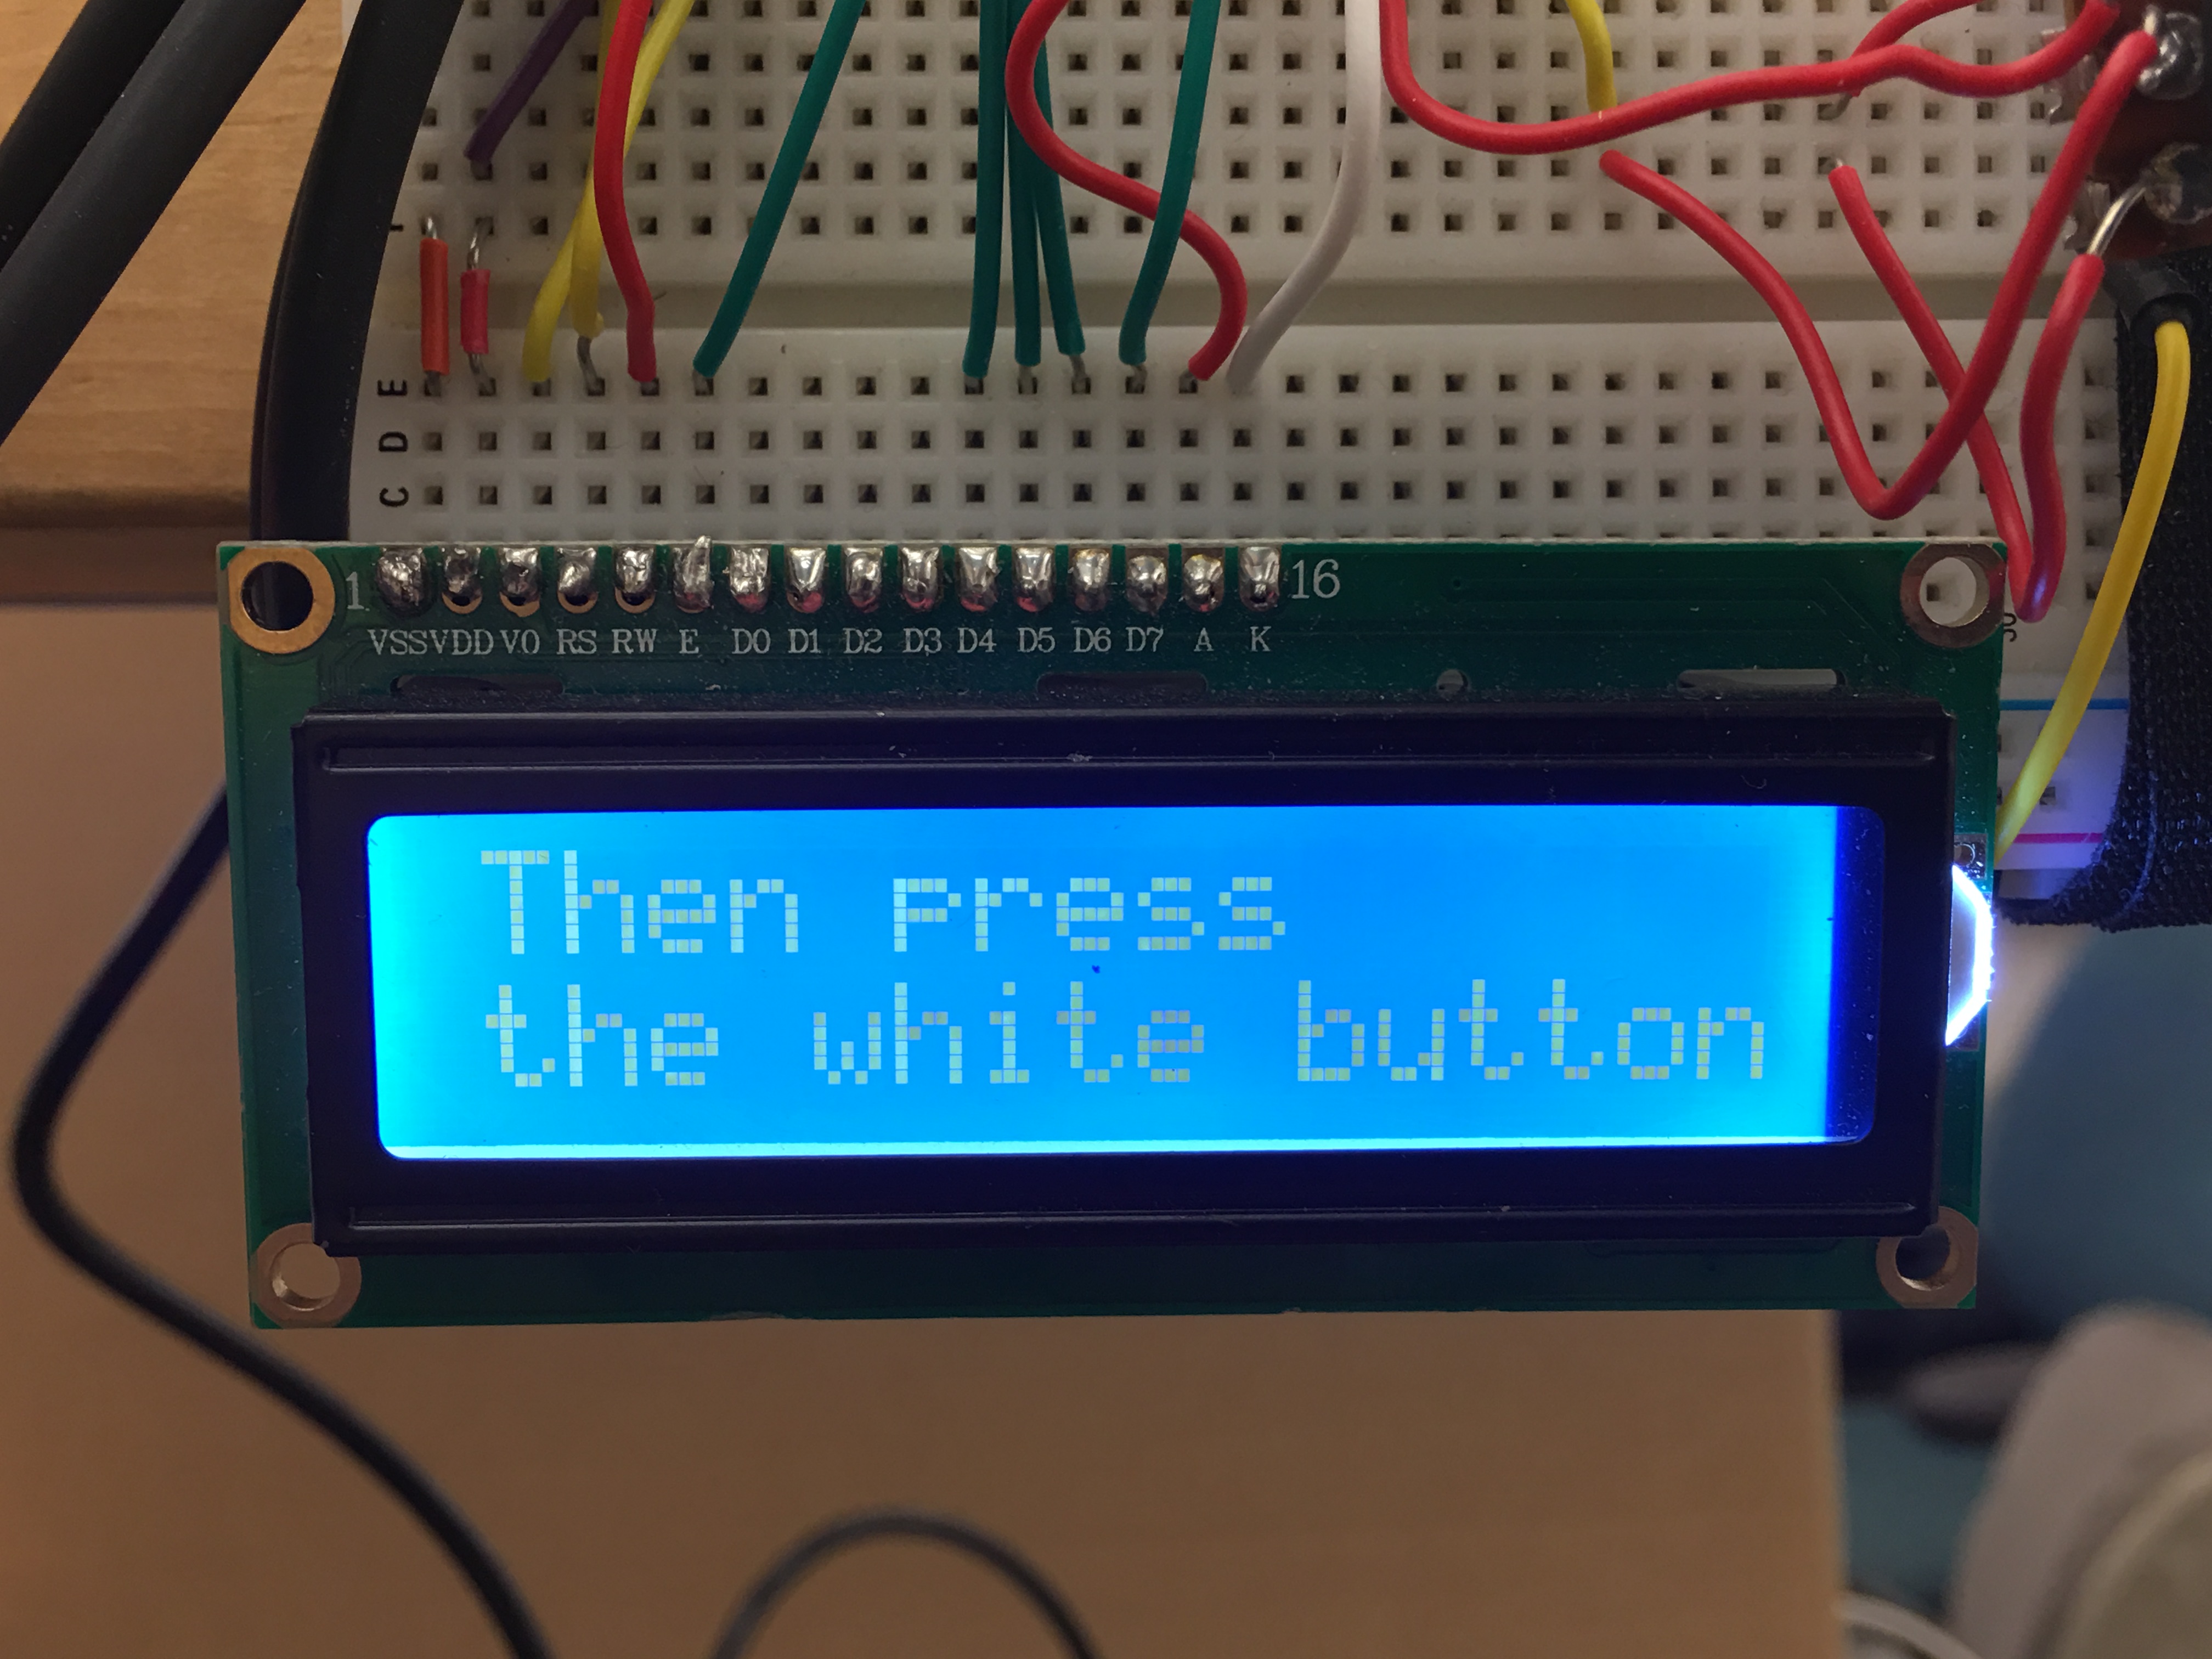 E
D
C
1 16
VSS VDD V0 RS RW E D0 D1 D2 D3 D4 D5 D6 D7 A K
Then press
the white button